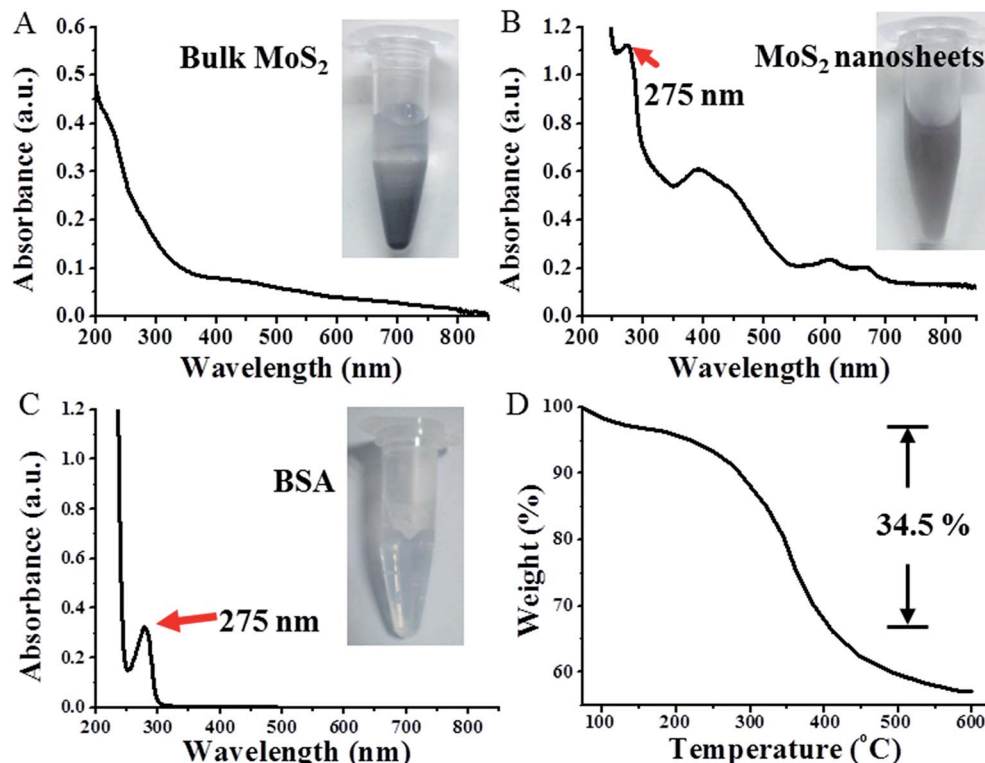 A
Bulk MoS₂
Absorbance (a.u.)
0.6
0.5
0.4
0.3
0.2
0.1
0.0
200 300 400 500 600 700 800
Wavelength (nm)
B
MoS₂ nanosheets
275 nm
Absorbance (a.u.)
1.2
1.0
0.8
0.6
0.4
0.2
0.0
200 300 400 500 600 700 800
Wavelength (nm)
C
BSA
275 nm
Absorbance (a.u.)
1.2
1.0
0.8
0.6
0.4
0.2
0.0
200 300 400 500 600 700 800
Wavelength (nm)
D
34.5 %
Weight (%)
100
90
80
70
60
100 200 300 400 500 600
Temperature (°C)